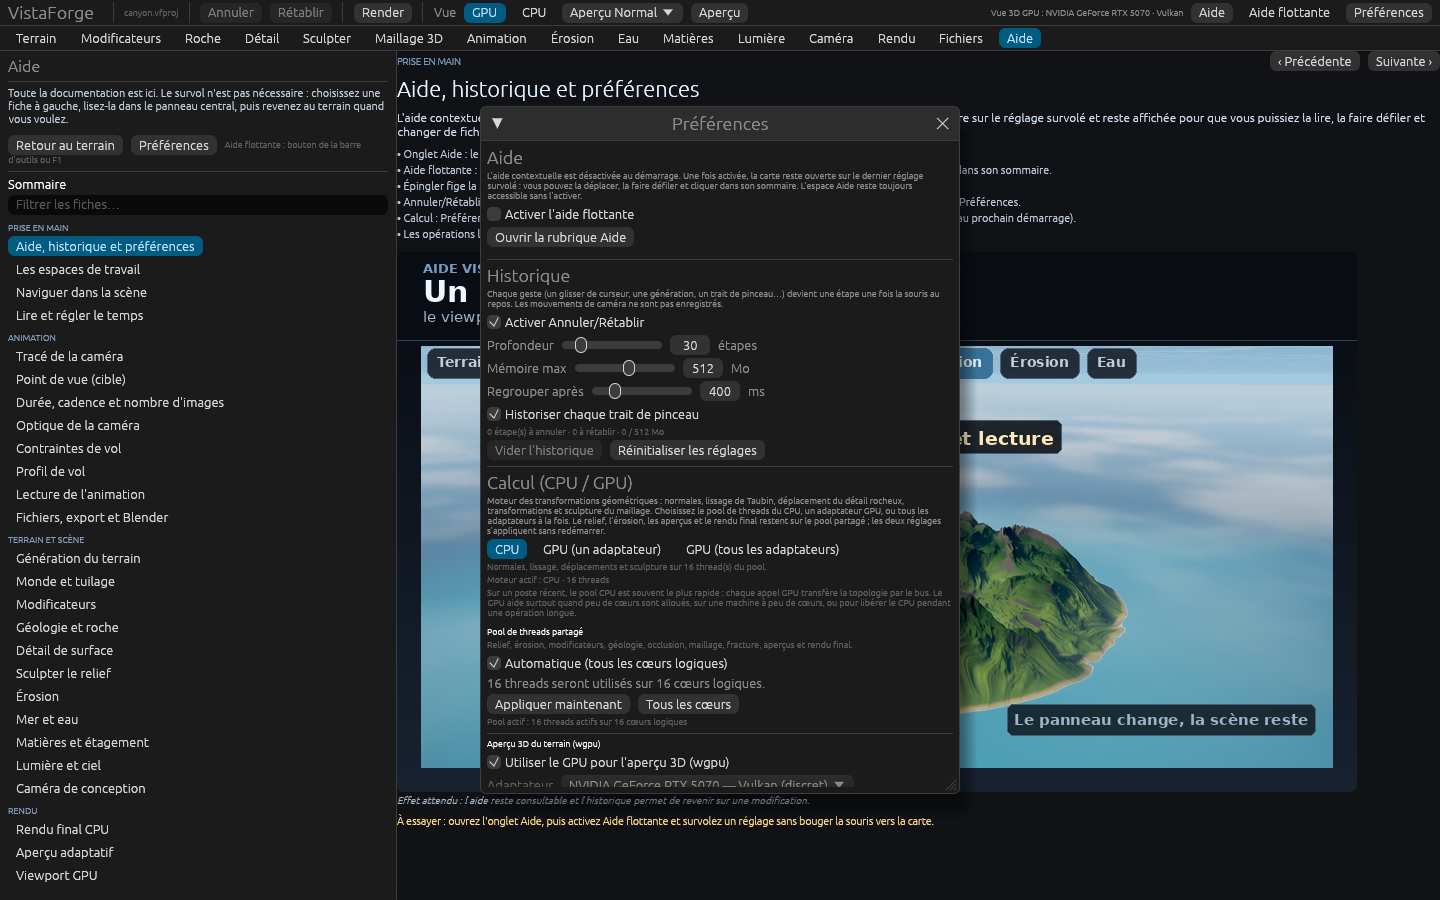 VistaForge canyon.vfproj Annuler Rétablir Render Vue GPU CPU Aperçu Normal Aperçu Vue 3D GPU : NVIDIA GeForce RTX 5070 · Vulkan Aide Aide flottante Préférences
Terrain Modificateurs Roche Détail Sculpter Maillage 3D Animation Érosion Eau Matières Lumière Caméra Rendu Fichiers Aide
Aide
Toute la documentation est ici. Le survol n'est pas nécessaire : choisissez une
fiche à gauche, lisez-la dans le panneau central, puis revenez au terrain quand
vous voulez.
Retour au terrain Préférences Aide flottante : bouton de la barre
d'outils ou F1
Sommaire
Filtrer les fiches…
PRISE EN MAIN
Aide, historique et préférences
Les espaces de travail
Naviguer dans la scène
Lire et régler le temps
ANIMATION
Tracé de la caméra
Point de vue (cible)
Durée, cadence et nombre d'images
Optique de la caméra
Contraintes de vol
Profil de vol
Lecture de l'animation
Fichiers, export et Blender
TERRAIN ET SCÈNE
Génération du terrain
Monde et tuilage
Modificateurs
Géologie et roche
Détail de surface
Sculpter le relief
Érosion
Mer et eau
Matières et étagement
Lumière et ciel
Caméra de conception
RENDU
Rendu final CPU
Aperçu adaptatif
Viewport GPU
PRISE EN MAIN ‹ Précédente Suivante ›
Aide, historique et préférences
L'aide contextue re sur le réglage survolé et reste affichée pour que vous puissiez la lire, la faire défiler et
changer de fich
• Onglet Aide : le
• Aide flottante : dans son sommaire.
• Épingler fige la
• Annuler/Rétabli Préférences.
• Calcul : Préfére au prochain démarrage).
• Les opérations l
AIDE VIS
Un
le viewp
Terrai ion Érosion Eau
et lecture
Le panneau change, la scène reste
Effet attendu : l'aide reste consultable et l'historique permet de revenir sur une modification.
À essayer : ouvrez l'onglet Aide, puis activez Aide flottante et survolez un réglage sans bouger la souris vers la carte.
Préférences
Aide
L'aide contextuelle est désactivée au démarrage. Une fois activée, la carte reste ouverte sur le dernier réglage
survolé : vous pouvez la déplacer, la faire défiler et cliquer dans son sommaire. L'espace Aide reste toujours
accessible sans l'activer.
Activer l'aide flottante
Ouvrir la rubrique Aide
Historique
Chaque geste (un glisser de curseur, une génération, un trait de pinceau…) devient une étape une fois la souris au
repos. Les mouvements de caméra ne sont pas enregistrés.
Activer Annuler/Rétablir
Profondeur 30 étapes
Mémoire max 512 Mo
Regrouper après 400 ms
Historiser chaque trait de pinceau
0 étape(s) à annuler · 0 à rétablir · 0 / 512 Mo
Vider l'historique Réinitialiser les réglages
Calcul (CPU / GPU)
Moteur des transformations géométriques : normales, lissage de Taubin, déplacement du détail rocheux,
transformations et sculpture du maillage. Choisissez le pool de threads du CPU, un adaptateur GPU, ou tous les
adaptateurs à la fois. Le relief, l'érosion, les aperçus et le rendu final restent sur le pool partagé ; les deux réglages
s'appliquent sans redémarrer.
CPU GPU (un adaptateur) GPU (tous les adaptateurs)
Normales, lissage, déplacements et sculpture sur 16 thread(s) du pool.
Moteur actif : CPU · 16 threads
Sur un poste récent, le pool CPU est souvent le plus rapide : chaque appel GPU transfère la topologie par le bus. Le
GPU aide surtout quand peu de cœurs sont alloués, sur une machine à peu de cœurs, ou pour libérer le CPU pendant
une opération longue.
Pool de threads partagé
Relief, érosion, modificateurs, géologie, occlusion, maillage, fracture, aperçus et rendu final.
Automatique (tous les cœurs logiques)
16 threads seront utilisés sur 16 cœurs logiques.
Appliquer maintenant Tous les cœurs
Pool actif : 16 threads actifs sur 16 cœurs logiques
Aperçu 3D du terrain (wgpu)
Utiliser le GPU pour l'aperçu 3D (wgpu)
Adaptateur NVIDIA GeForce RTX 5070 — Vulkan (discret)